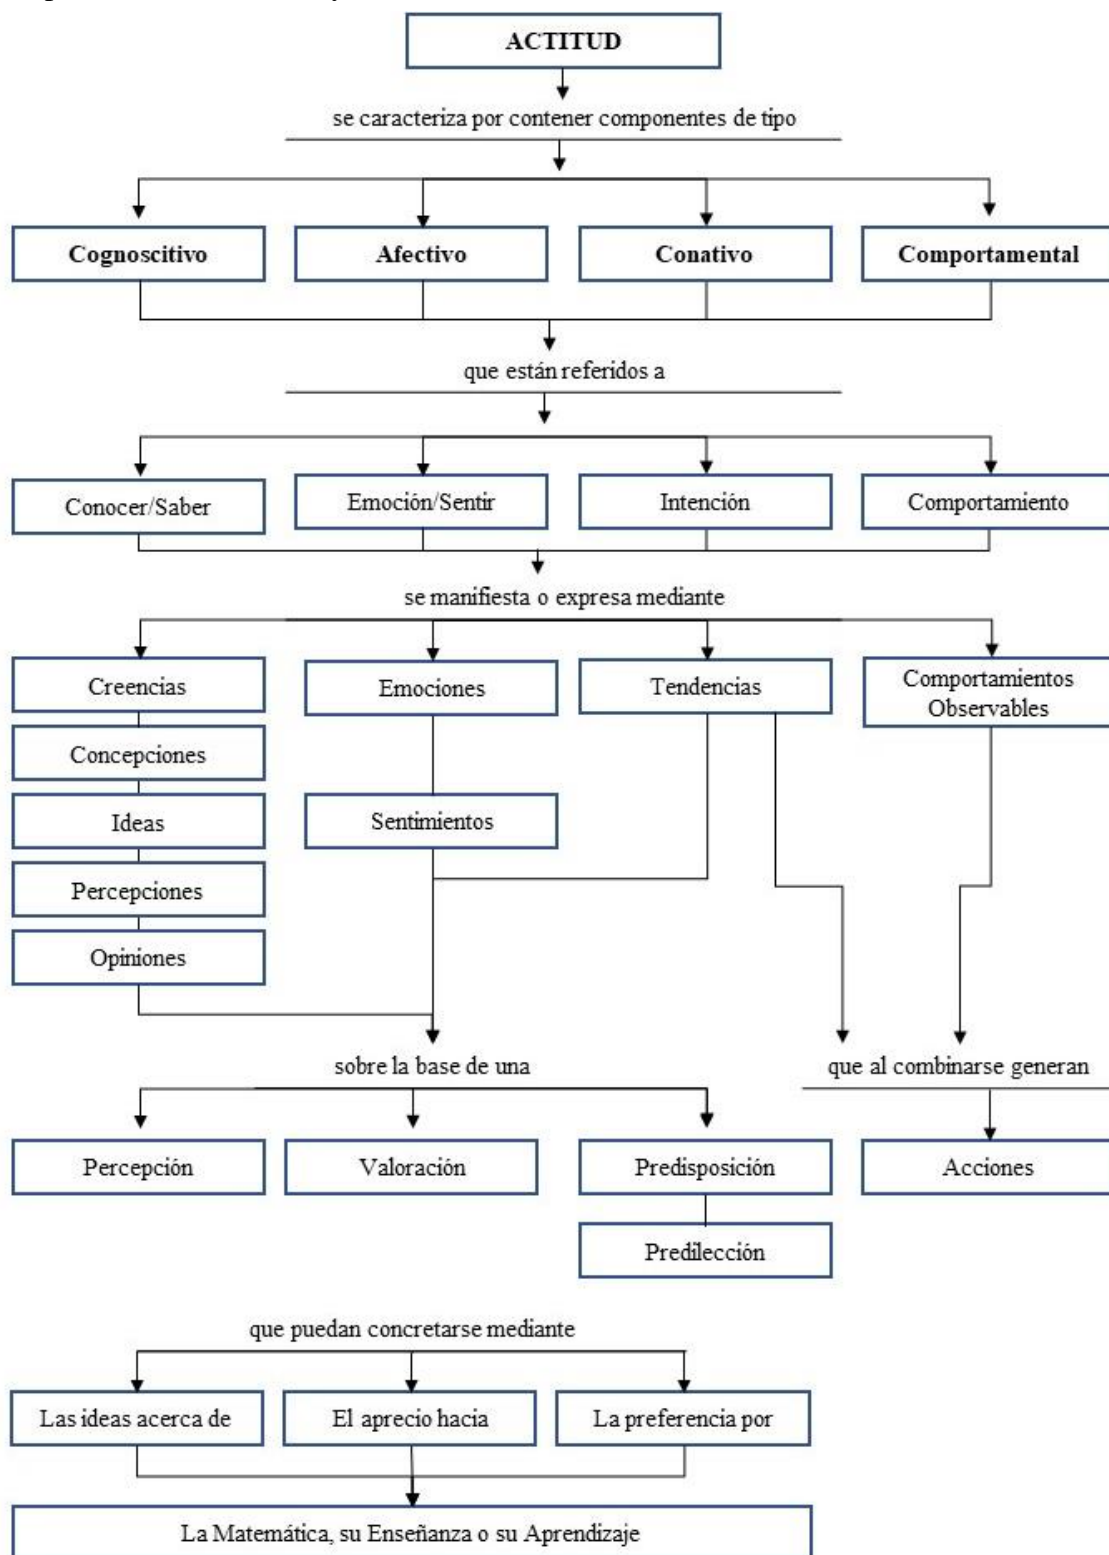 ACTITUD
se caracteriza por contener componentes de tipo
Cognoscitivo
Afectivo
Conativo
Comportamental
que están referidos a
Conocer/Saber
Emoción/Sentir
Intención
Comportamiento
se manifiesta o expresa mediante
Creencias
Emociones
Tendencias
Comportamientos
Observables
Concepciones
Ideas
Sentimientos
Percepciones
Opiniones
sobre la base de una
que al combinarse generan
Percepción
Valoración
Predisposición
Acciones
Predilección
que puedan concretarse mediante
Las ideas acerca de
El aprecio hacia
La preferencia por
La Matemática, su Enseñanza o su Aprendizaje